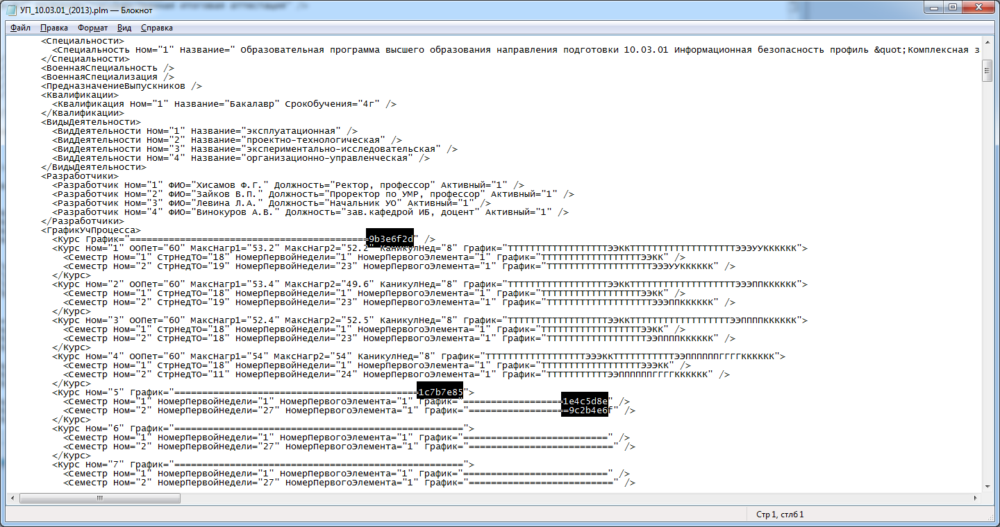 УП_10.03.01_(2013).plm — Блокнот
Файл Правка Формат Вид Справка
<Специальности>
<Специальность Ном="1" Название=" Образовательная программа высшего образования направления подготовки 10.03.01 Информационная безопасность профиль &quot;Комплексная з
</Специальности>
<ВоеннаяСпециальность />
<ВоеннаяСпециализация />
<ПредназначениеВыпускников />
<Квалификации>
<Квалификация Ном="1" Название="Бакалавр" СрокОбучения="4г" />
</Квалификации>
<ВидыДеятельности>
<ВидДеятельности Ном="1" Название="эксплуатационная" />
<ВидДеятельности Ном="2" Название="проектно-технологическая" />
<ВидДеятельности Ном="3" Название="экспериментально-исследовательская" />
<ВидДеятельности Ном="4" Название="организационно-управленческая" />
</ВидыДеятельности>
<Разработчики>
<Разработчик Ном="1" ФИО="Хисамов Ф.Г." Должность="Ректор, профессор" Активный="1" />
<Разработчик Ном="2" ФИО="Зайков В.П." Должность="Проректор по УМР, профессор" Активный="1" />
<Разработчик Ном="3" ФИО="Левина Л.А." Должность="Начальник УО" Активный="1" />
<Разработчик Ном="4" ФИО="Винокуров А.В." Должность="зав.кафедрой ИБ, доцент" Активный="1" />
</Разработчики>
<ГрафикУчПроцесса>
<Курс График="===========================================9b3e6f2d" />
<Курс Ном="1" ООПет="60" МаксНагр1="53.2" МаксНагр2="52.2" КаникулНед="8" График="ТТТТТТТТТТТТТТТТТТЭЭККТТТТТТТТТТТТТТТТТТТЭЭЭУУКККККК">
<Семестр Ном="1" СтрНедТО="18" НомерПервойНедели="1" НомерПервогоЭлемента="1" График="ТТТТТТТТТТТТТТТТТТЭЭКК" />
<Семестр Ном="2" СтрНедТО="19" НомерПервойНедели="23" НомерПервогоЭлемента="1" График="ТТТТТТТТТТТТТТТТТТТЭЭЭУУКККККК" />
</Курс>
<Курс Ном="2" ООПет="60" МаксНагр1="53.4" МаксНагр2="49.6" КаникулНед="8" График="ТТТТТТТТТТТТТТТТТТЭЭККТТТТТТТТТТТТТТТТТТТЭЭЭППКККККК">
<Семестр Ном="1" СтрНедТО="18" НомерПервойНедели="1" НомерПервогоЭлемента="1" График="ТТТТТТТТТТТТТТТТТТЭЭКК" />
<Семестр Ном="2" СтрНедТО="19" НомерПервойНедели="23" НомерПервогоЭлемента="1" График="ТТТТТТТТТТТТТТТТТТТЭЭЭППКККККК" />
</Курс>
<Курс Ном="3" ООПет="60" МаксНагр1="52.4" МаксНагр2="52.5" КаникулНед="8" График="ТТТТТТТТТТТТТТТТТТЭЭККТТТТТТТТТТТТТТТТТТЭЭППППКККККК">
<Семестр Ном="1" СтрНедТО="18" НомерПервойНедели="1" НомерПервогоЭлемента="1" График="ТТТТТТТТТТТТТТТТТТЭЭКК" />
<Семестр Ном="2" СтрНедТО="18" НомерПервойНедели="23" НомерПервогоЭлемента="1" График="ТТТТТТТТТТТТТТТТТТЭЭППППКККККК" />
</Курс>
<Курс Ном="4" ООПет="60" МаксНагр1="54" МаксНагр2="54" КаникулНед="8" График="ТТТТТТТТТТТТТТТТТТЭЭЭККТТТТТТТТТТТЭЭППППППГГГГКККККК">
<Семестр Ном="1" СтрНедТО="18" НомерПервойНедели="1" НомерПервогоЭлемента="1" График="ТТТТТТТТТТТТТТТТТТЭЭЭКК" />
<Семестр Ном="2" СтрНедТО="11" НомерПервойНедели="24" НомерПервогоЭлемента="1" График="ТТТТТТТТТТТЭЭППППППГГГГКККККК" />
</Курс>
<Курс Ном="5" График="============================================1c7b7e85">
<Семестр Ном="1" НомерПервойНедели="1" НомерПервогоЭлемента="1" График="==================1e4c5d8e" />
<Семестр Ном="2" НомерПервойНедели="27" НомерПервогоЭлемента="1" График="==================9c2b4e6f" />
</Курс>
<Курс Ном="6" График="====================================================">
<Семестр Ном="1" НомерПервойНедели="1" НомерПервогоЭлемента="1" График="==========================" />
<Семестр Ном="2" НомерПервойНедели="27" НомерПервогоЭлемента="1" График="==========================" />
</Курс>
<Курс Ном="7" График="====================================================">
<Семестр Ном="1" НомерПервойНедели="1" НомерПервогоЭлемента="1" График="==========================" />
<Семестр Ном="2" НомерПервойНедели="27" НомерПервогоЭлемента="1" График="==========================" />
Стр 1, стлб 1